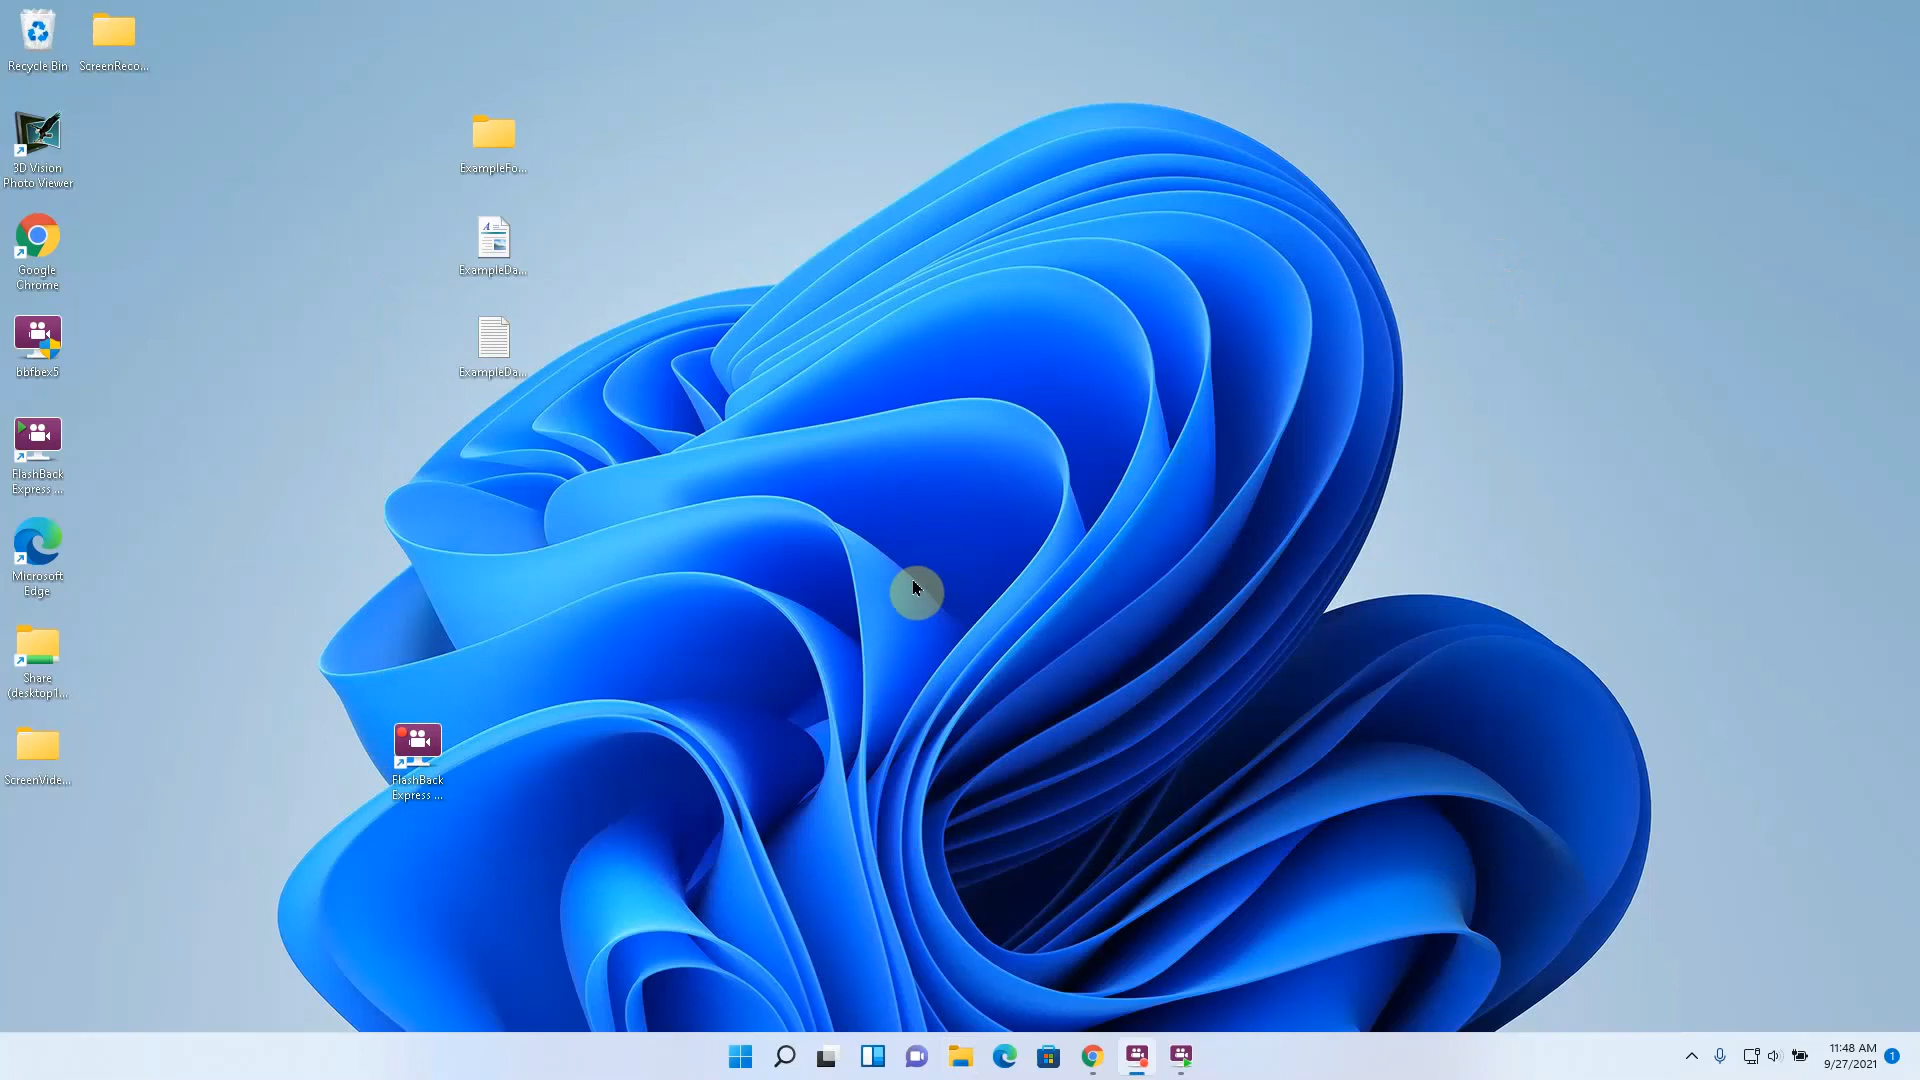 Recycle Bin
ScreenReco...
3D Vision
Photo Viewer
Google
Chrome
bbfbex5
FlashBack
Express ...
Microsoft
Edge
Share
(desktop1...
ScreenVide...
ExampleFo...
ExampleDa...
ExampleDa...
FlashBack
Express ...
11:48 AM
9/27/2021
1